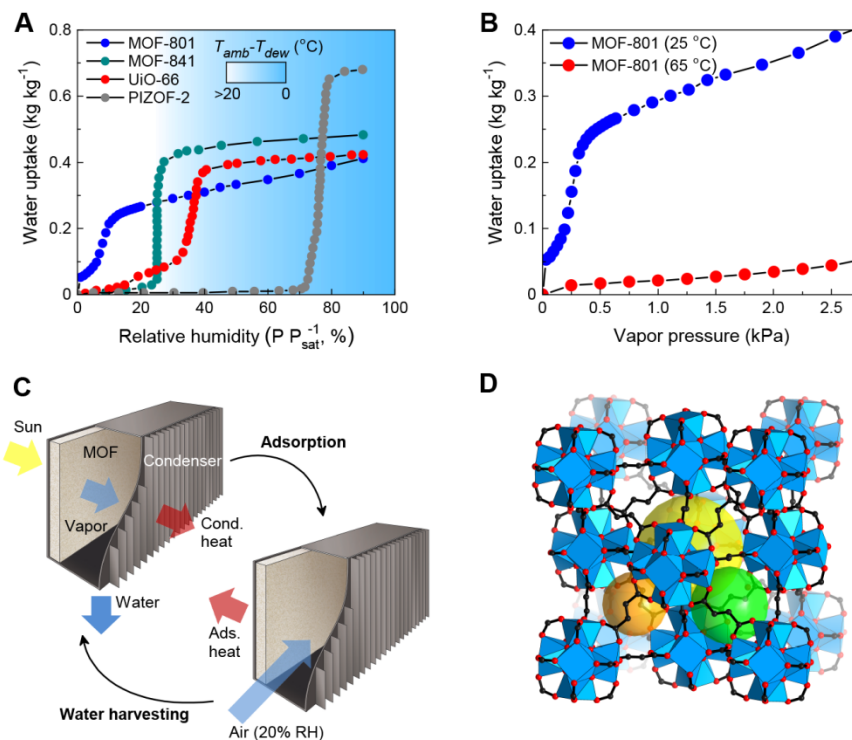 A
MOF-801
MOF-841
UiO-66
PIZOF-2
T_amb-T_dew (°C)
>20 0
Water uptake (kg kg⁻¹)
0.8
0.6
0.4
0.2
0
0 20 40 60 80 100
Relative humidity (P P_sat⁻¹, %)
B
MOF-801 (25 °C)
MOF-801 (65 °C)
Water uptake (kg kg⁻¹)
0.4
0.3
0.2
0.1
0
0 0.5 1.0 1.5 2.0 2.5
Vapor pressure (kPa)
C
Sun
MOF
Condenser
Vapor
Cond.
heat
Water
Adsorption
Ads.
heat
Water harvesting
Air (20% RH)
D